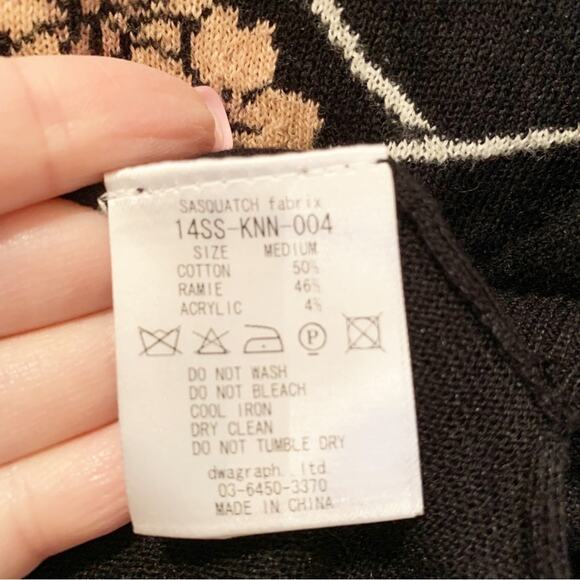 SASQUATCH fabrix
14SS-KNN-004
SIZE MEDIUM
COTTON 50%
RAMIE 46%
ACRYLIC 4%
P
DO NOT WASH
DO NOT BLEACH
COOL IRON
DRY CLEAN
DO NOT TUMBLE DRY
dwagraph. ltd
03-6450-3370
MADE IN CHINA